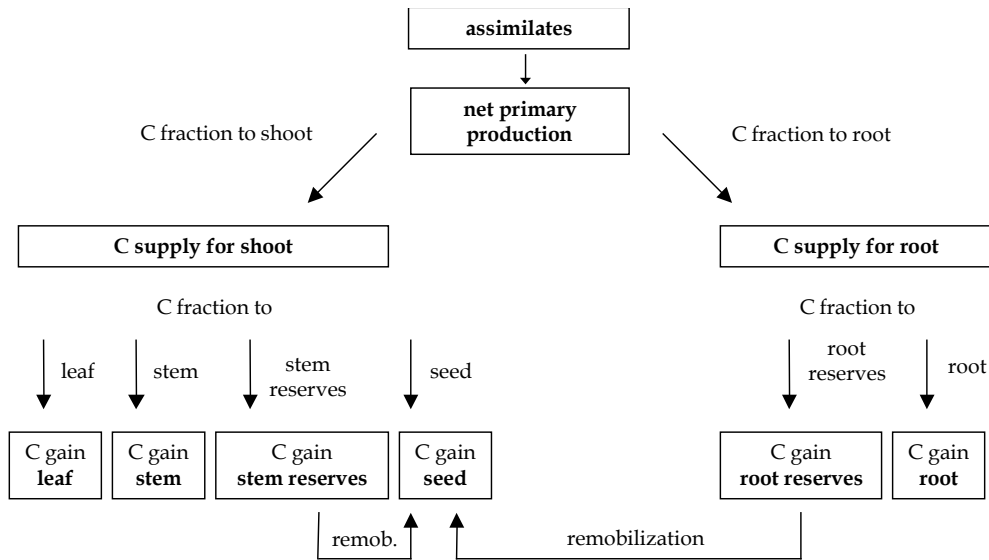 assimilates
net primary
production
C fraction to shoot
C fraction to root
C supply for shoot
C supply for root
C fraction to
C fraction to
leaf
stem
stem
reserves
seed
root
reserves
root
C gain
leaf
C gain
stem
C gain
stem reserves
C gain
seed
C gain
root reserves
C gain
root
remob.
remobilization